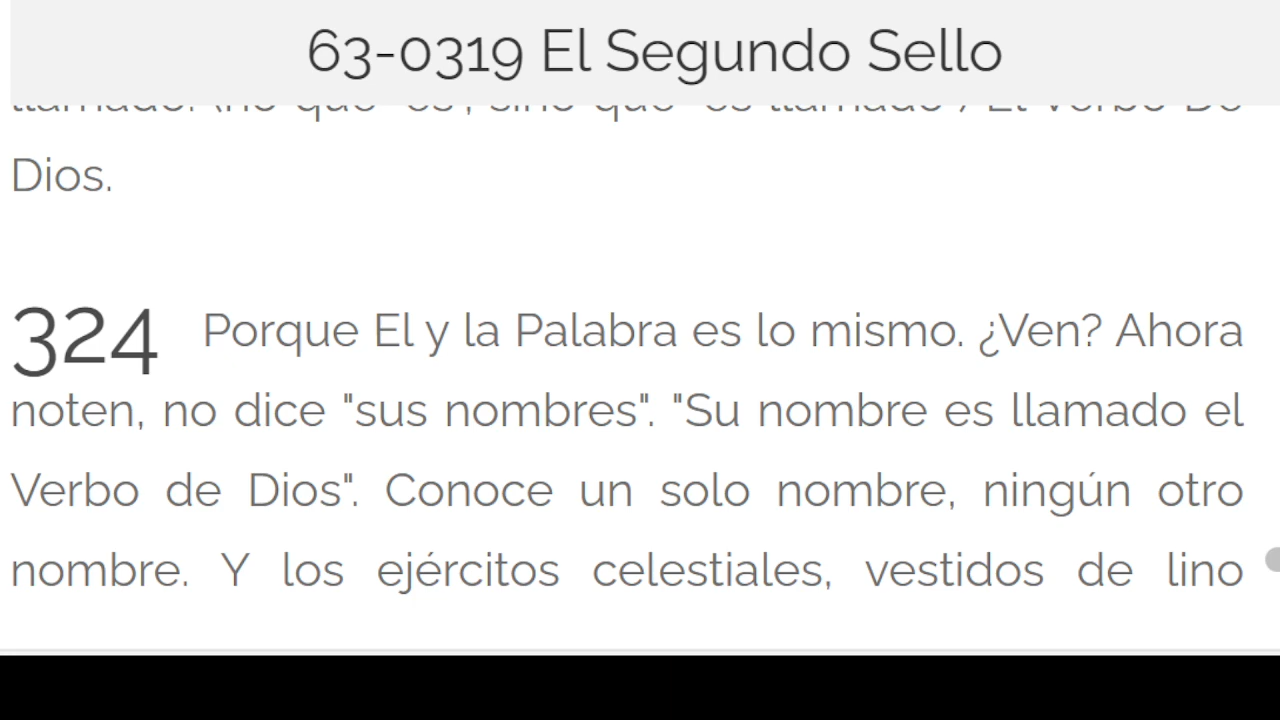 63-0319 El Segundo Sello
Dios.
324 Porque El y la Palabra es lo mismo. ¿Ven? Ahora
noten, no dice "sus nombres". "Su nombre es llamado el
Verbo de Dios". Conoce un solo nombre, ningún otro
nombre. Y los ejércitos celestiales, vestidos de lino